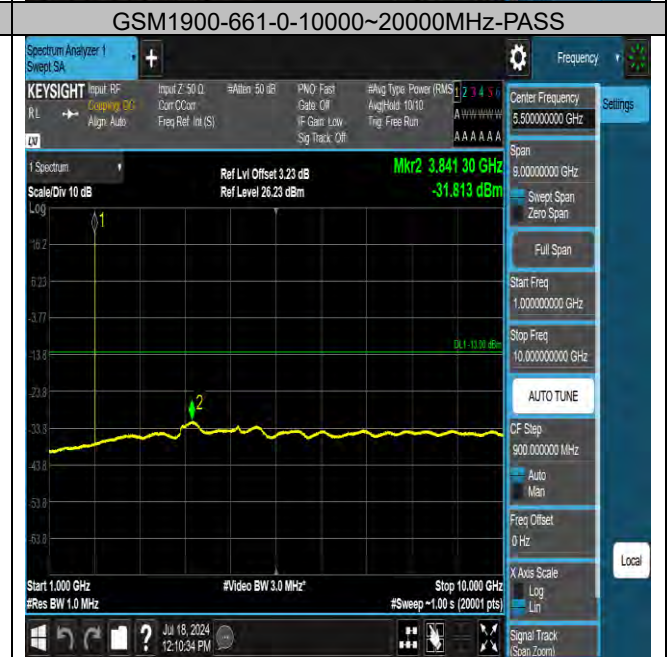 GSM1900-661-0-10000~20000MHz-PASS
Spectrum Analyzer 1
Swept SA
+
Frequency
KEYSIGHT
RL
Input: RF
Coupling: DC
Align: Auto
Input Z: 50 Ω
Corr CCorr
Freq Ref: Int (S)
#Atten: 50 dB
PNO: Fast
Gate: Off
IF Gain: Low
Sig Track: Off
#Avg Type: Power (RMS
Avg|Hold: 10/10
Trig: Free Run
1 2 3 4 5 6
A W W W W W
A A A A A A
Settings
Center Frequency
5.500000000 GHz
Span
9.00000000 GHz
Swept Span
Zero Span
Full Span
Start Freq
1.000000000 GHz
Stop Freq
10.000000000 GHz
AUTO TUNE
CF Step
900.000000 MHz
Auto
Man
Freq Offset
0 Hz
X Axis Scale
Log
Lin
Signal Track
(Span Zoom)
Local
1 Spectrum
Scale/Div 10 dB
Log
Ref Lvl Offset 3.23 dB
Ref Level 26.23 dBm
Mkr2 3.841 30 GHz
-31.813 dBm
1
16.2
6.23
-3.77
DL1 -13.00 dBm
-13.8
-23.8
2
-33.8
-43.8
-53.8
-63.8
Start 1.000 GHz
#Res BW 1.0 MHz
#Video BW 3.0 MHz*
Stop 10.000 GHz
#Sweep ~1.00 s (20001 pts)
?
Jul 18, 2024
12:10:34 PM